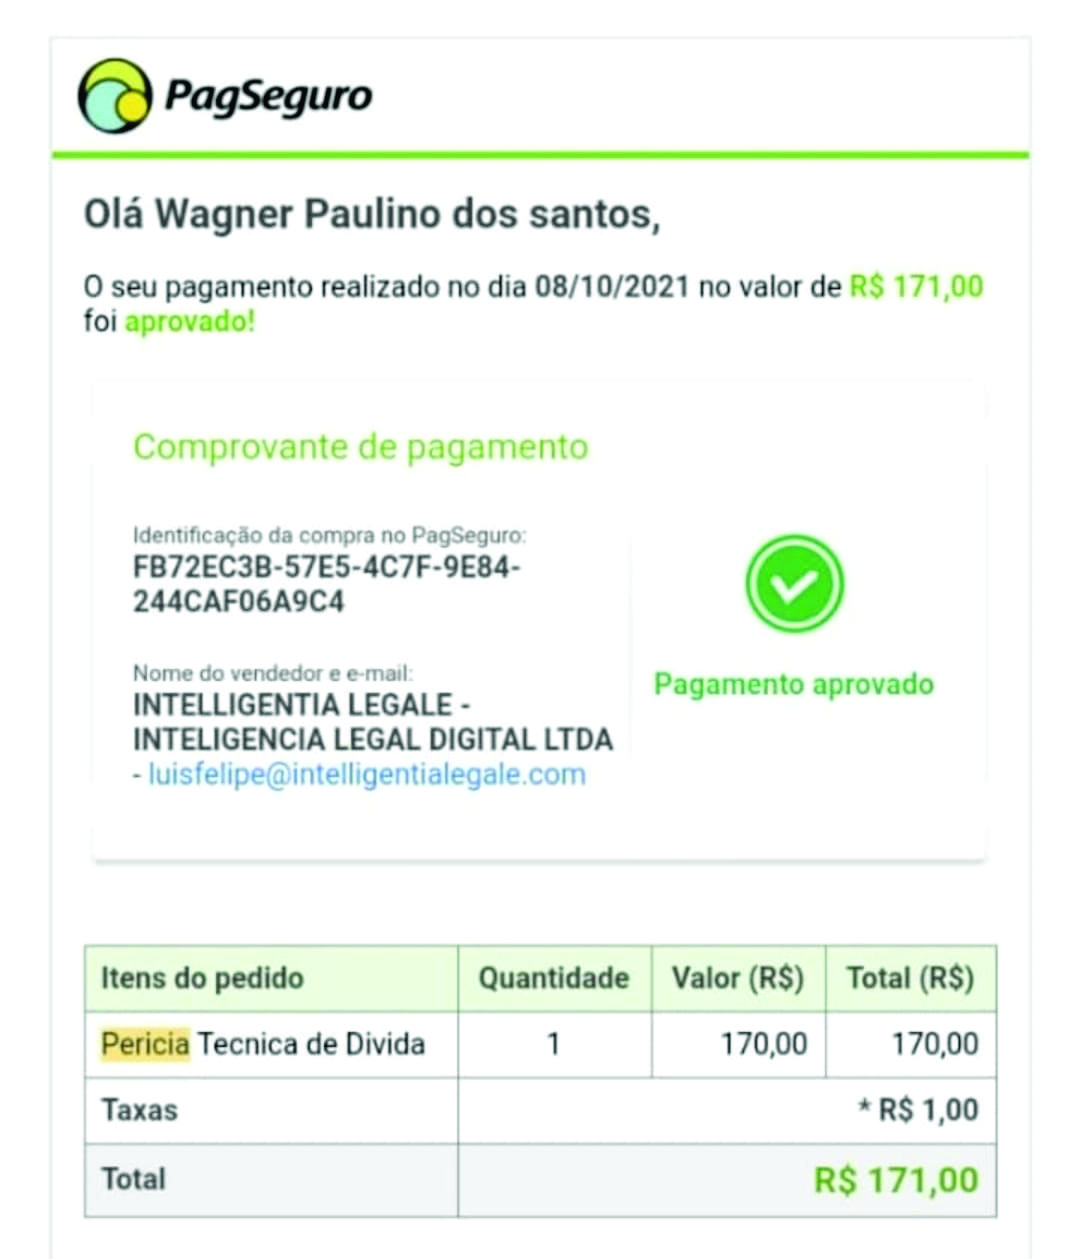 PagSeguro
Olá Wagner Paulino dos santos,
O seu pagamento realizado no dia 08/10/2021 no valor de R$ 171,00
foi aprovado!
Comprovante de pagamento
Identificação da compra no PagSeguro:
FB72EC3B-57E5-4C7F-9E84-
244CAF06A9C4
Nome do vendedor e e-mail:
INTELLIGENTIA LEGALE -
INTELIGENCIA LEGAL DIGITAL LTDA
- luisfelipe@intelligentialegale.com
Pagamento aprovado
Itens do pedido Quantidade Valor (R$) Total (R$)
Pericia Tecnica de Divida 1 170,00 170,00
Taxas * R$ 1,00
Total R$ 171,00